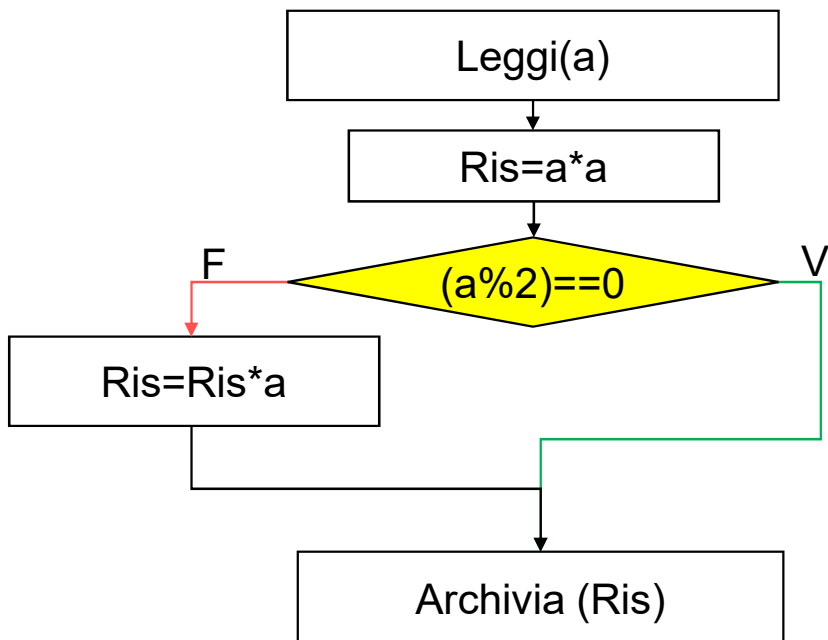 Leggi(a)
Ris=a*a
F
V
(a%2)==0
Ris=Ris*a
Archivia (Ris)